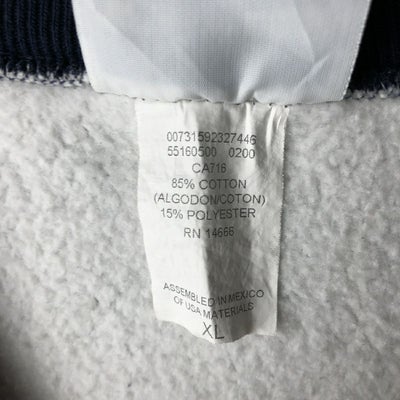 00731592327446
55160500 0200
CA716
85% COTTON
(ALGODON/COTON)
15% POLYESTER
RN 14666
ASSEMBLED IN MEXICO
OF USA MATERIALS
XL